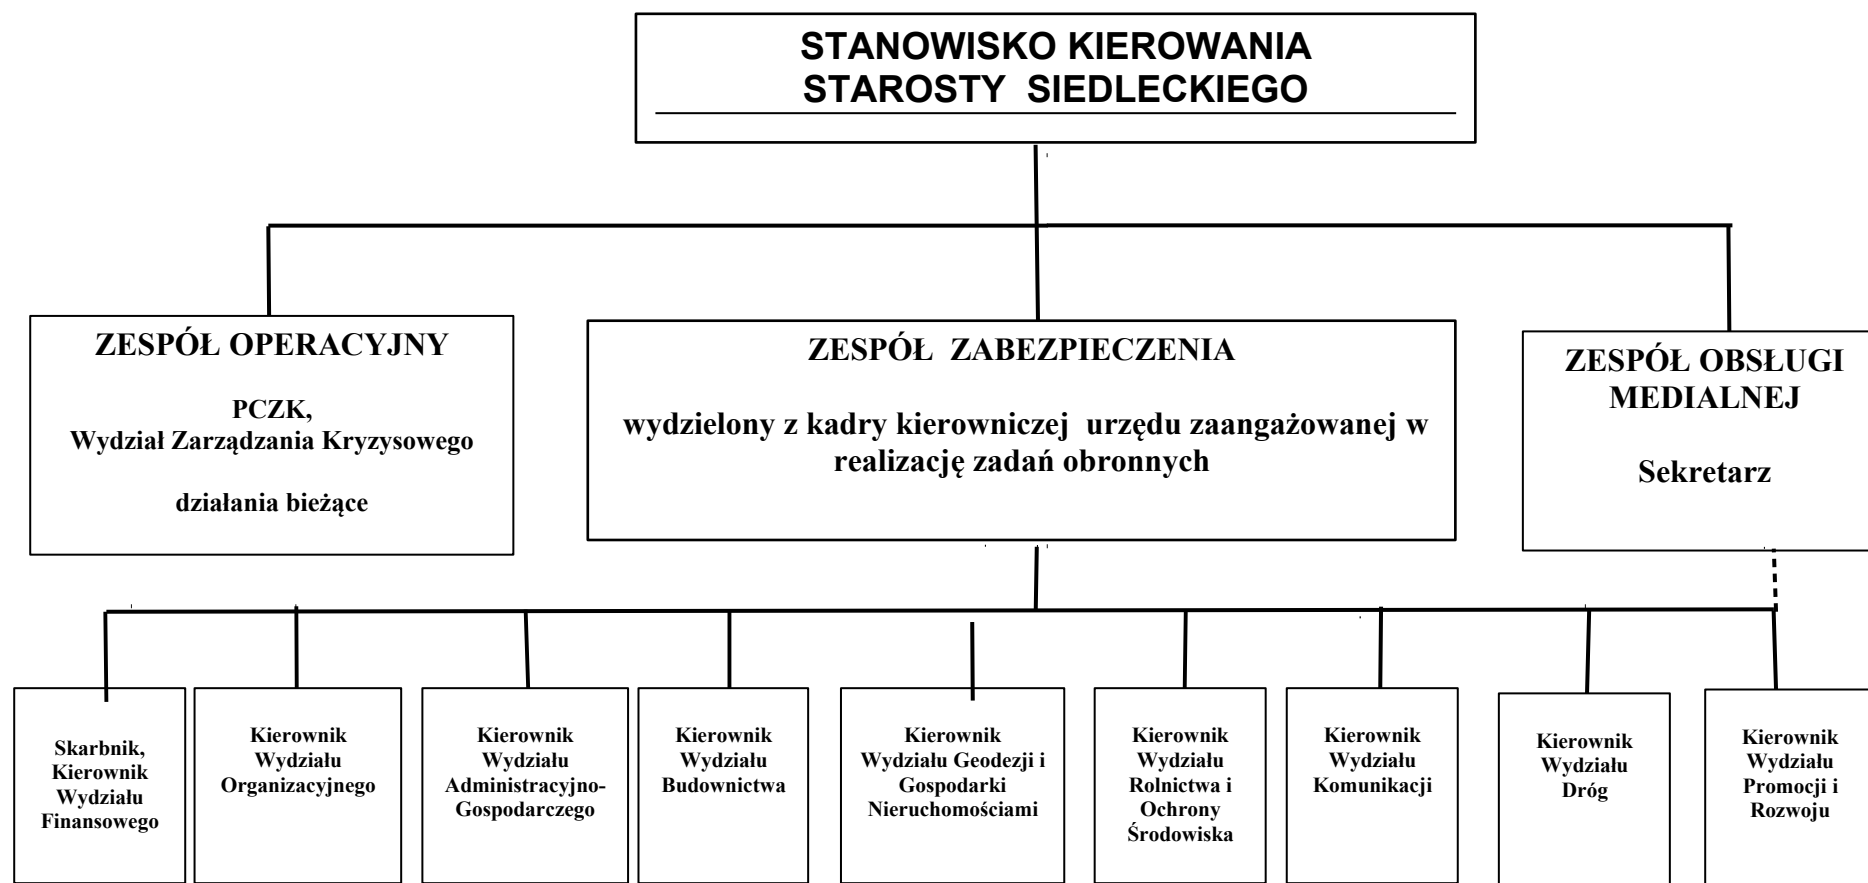 STANOWISKO KIEROWANIA
STAROSTY SIEDLECKIEGO
ZESPÓŁ OPERACYJNY
PCZK,
Wydział Zarządzania Kryzysowego
działania bieżące
ZESPÓŁ ZABEZPIECZENIA
wydzielony z kadry kierowniczej urzędu zaangażowanej w
realizację zadań obronnych
ZESPÓŁ OBSŁUGI
MEDIALNEJ
Sekretarz
Skarbnik,
Kierownik
Wydziału
Finansowego
Kierownik
Wydziału
Organizacyjnego
Kierownik
Wydziału
Administracyjno-
Gospodarczego
Kierownik
Wydziału
Budownictwa
Kierownik
Wydziału Geodezji i
Gospodarki
Nieruchomościami
Kierownik
Wydziału
Rolnictwa i
Ochrony
Środowiska
Kierownik
Wydziału
Komunikacji
Kierownik
Wydziału
Dróg
Kierownik
Wydziału
Promocji i
Rozwoju